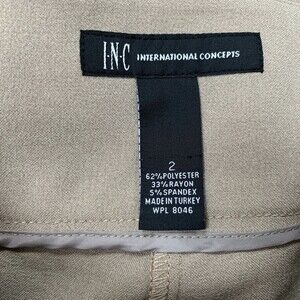 I·N·C INTERNATIONAL CONCEPTS
2
62%POLYESTER
33%RAYON
5%SPANDEX
MADE IN TURKEY
WPL 8046